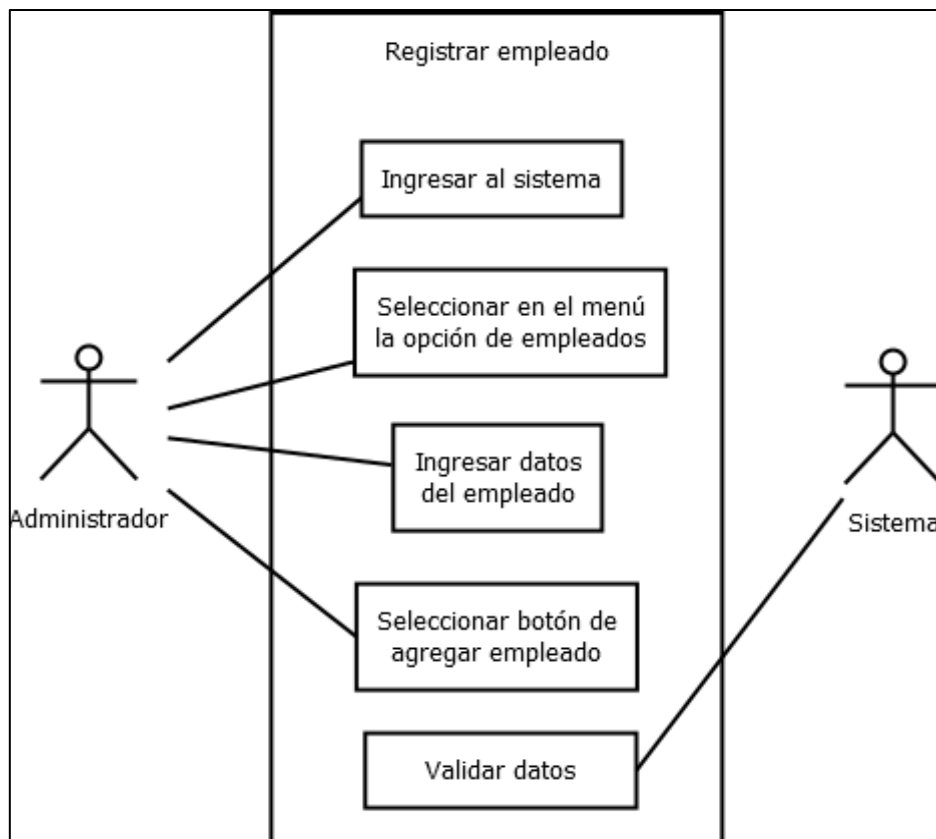 Registrar empleado
Ingresar al sistema
Seleccionar en el menú
la opción de empleados
Ingresar datos
del empleado
Administrador
Sistema
Seleccionar botón de
agregar empleado
Validar datos